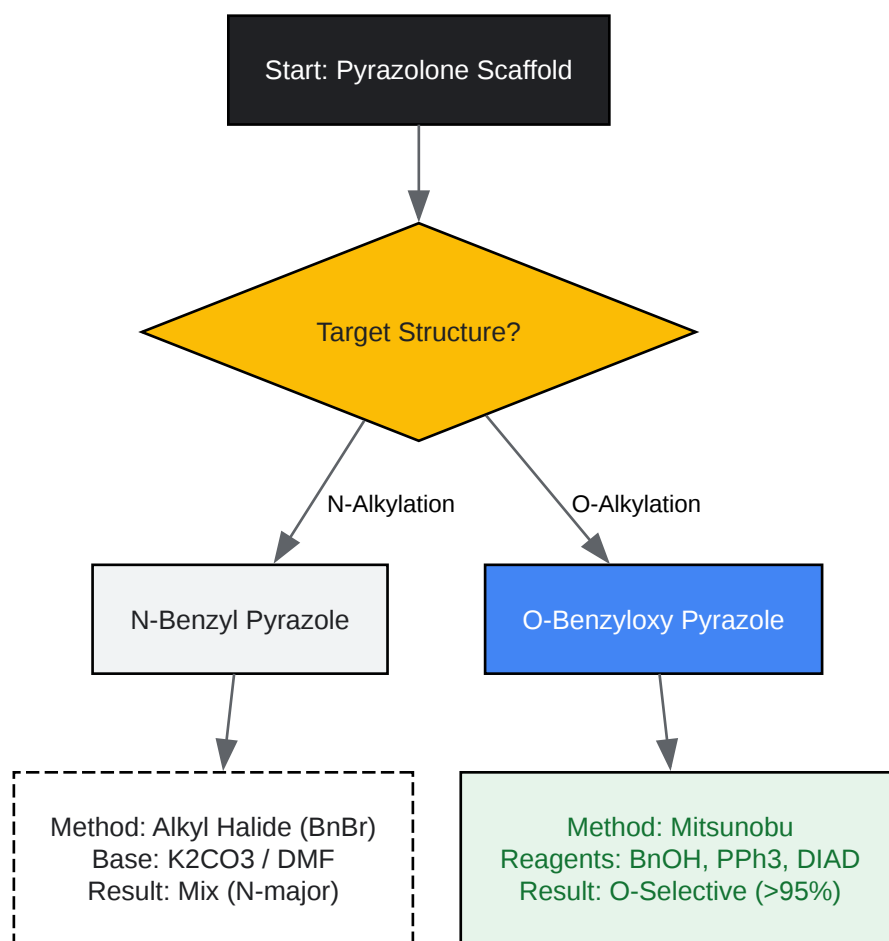 Start: Pyrazolone Scaffold
Target Structure?
N-Alkylation
O-Alkylation
N-Benzyl Pyrazole
O-Benzyloxy Pyrazole
Method: Alkyl Halide (BnBr)
Base: K2CO3 / DMF
Result: Mix (N-major)
Method: Mitsunobu
Reagents: BnOH, PPh3, DIAD
Result: O-Selective (>95%)